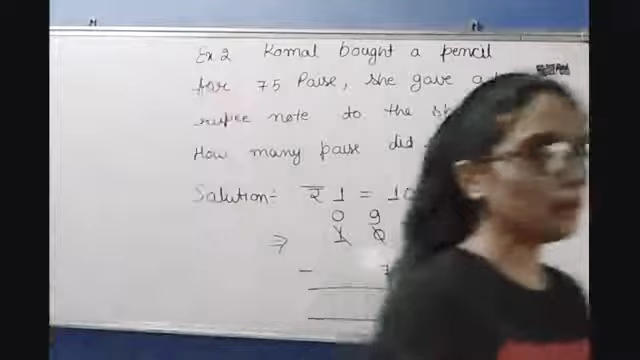 Ex.2 Komal bought a pencil
for 75 Paise, she gave a
rupee note to the
How many paise did
Solution:- ₹ 1 = 10
0 9
⇒ 1 0
- 7